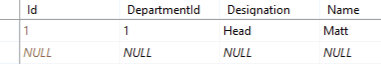 Id DepartmentId Designation Name
1 1 Head Matt
NULL NULL NULL NULL